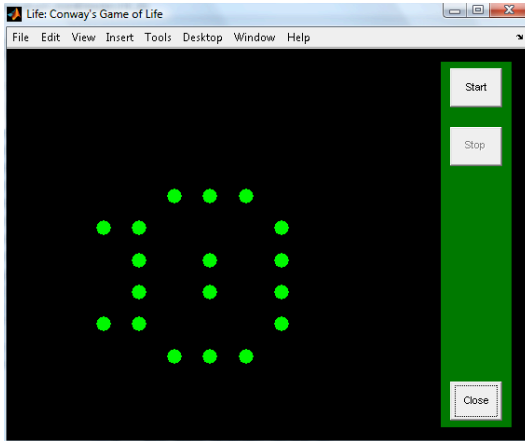 Life: Conway's Game of Life
File Edit View Insert Tools Desktop Window Help
Start
Stop
Close